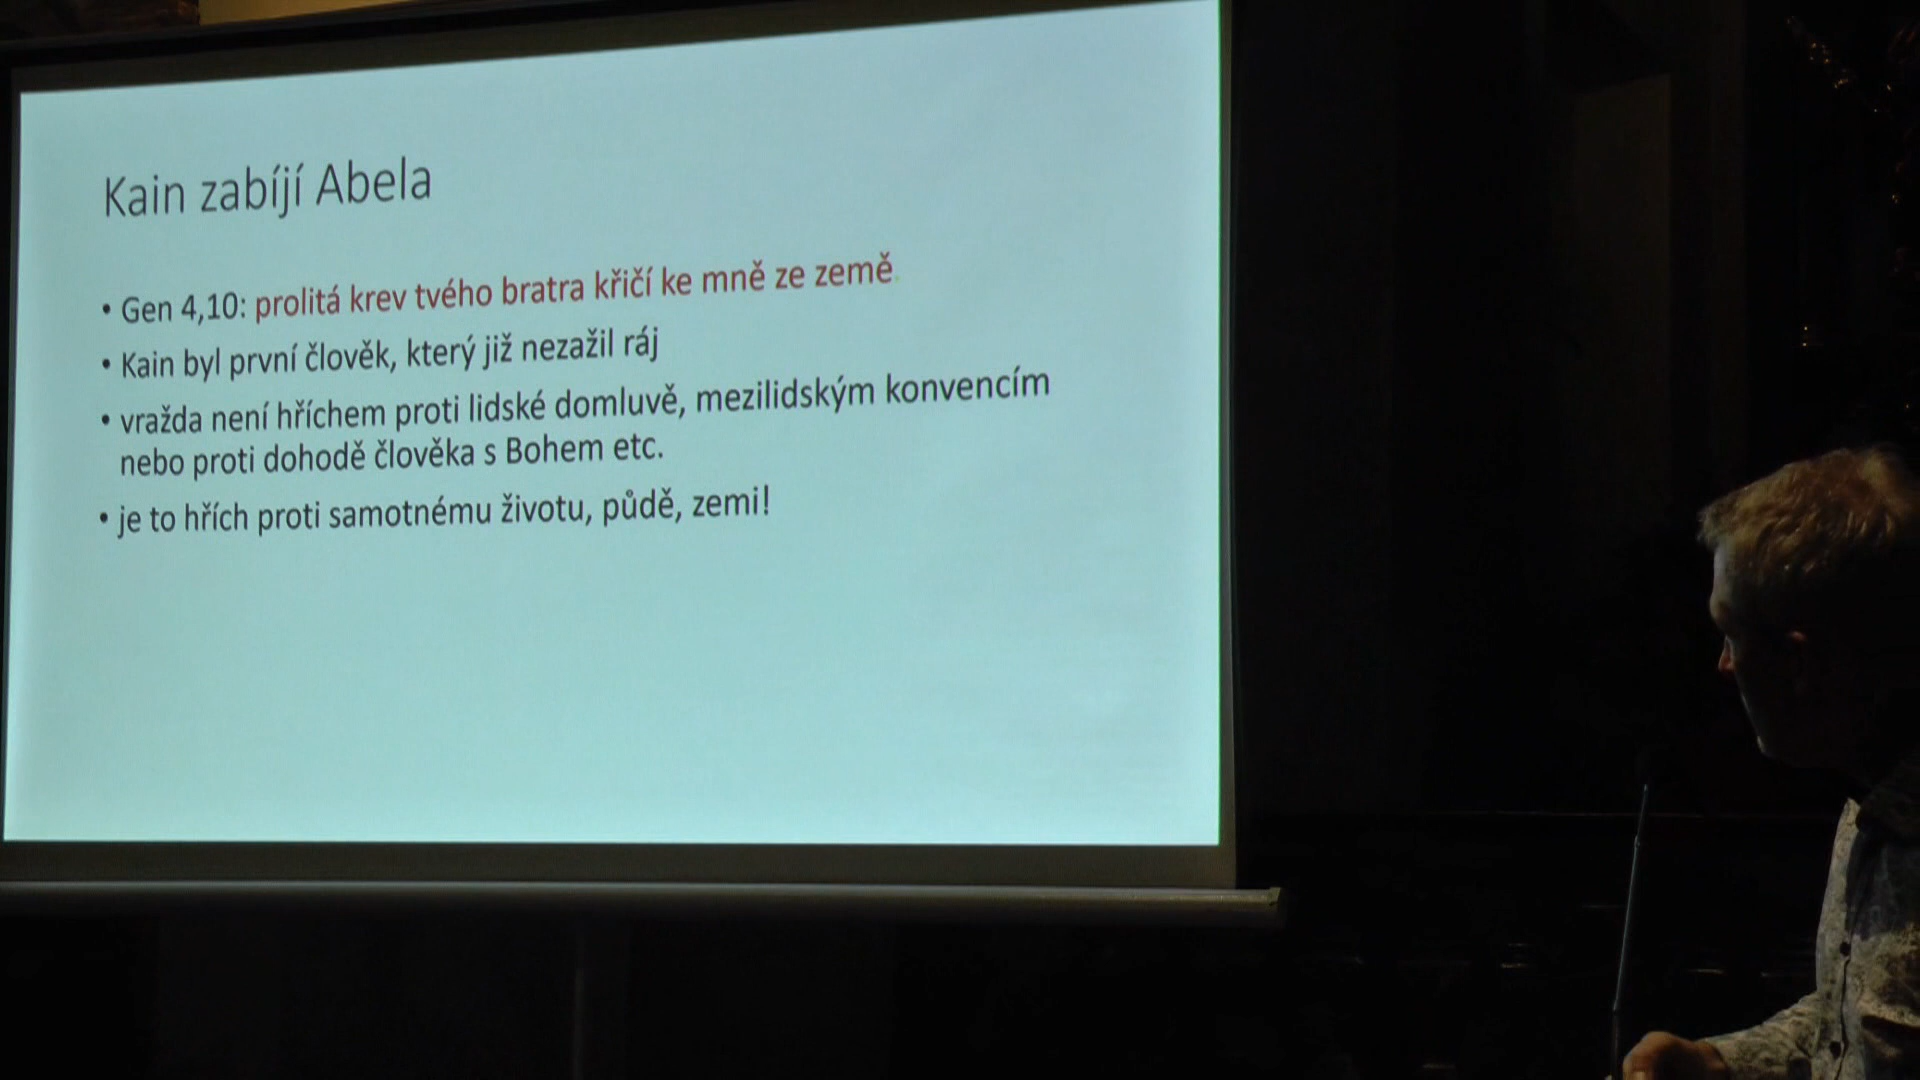 Kain zabíjí Abela
• Gen 4,10: prolitá krev tvého bratra křičí ke mně ze země.
• Kain byl první člověk, který již nezažil ráj
• vražda není hříchem proti lidské domluvě, mezilidským konvencím
nebo proti dohodě člověka s Bohem etc.
• je to hřích proti samotnému životu, půdě, zemi!